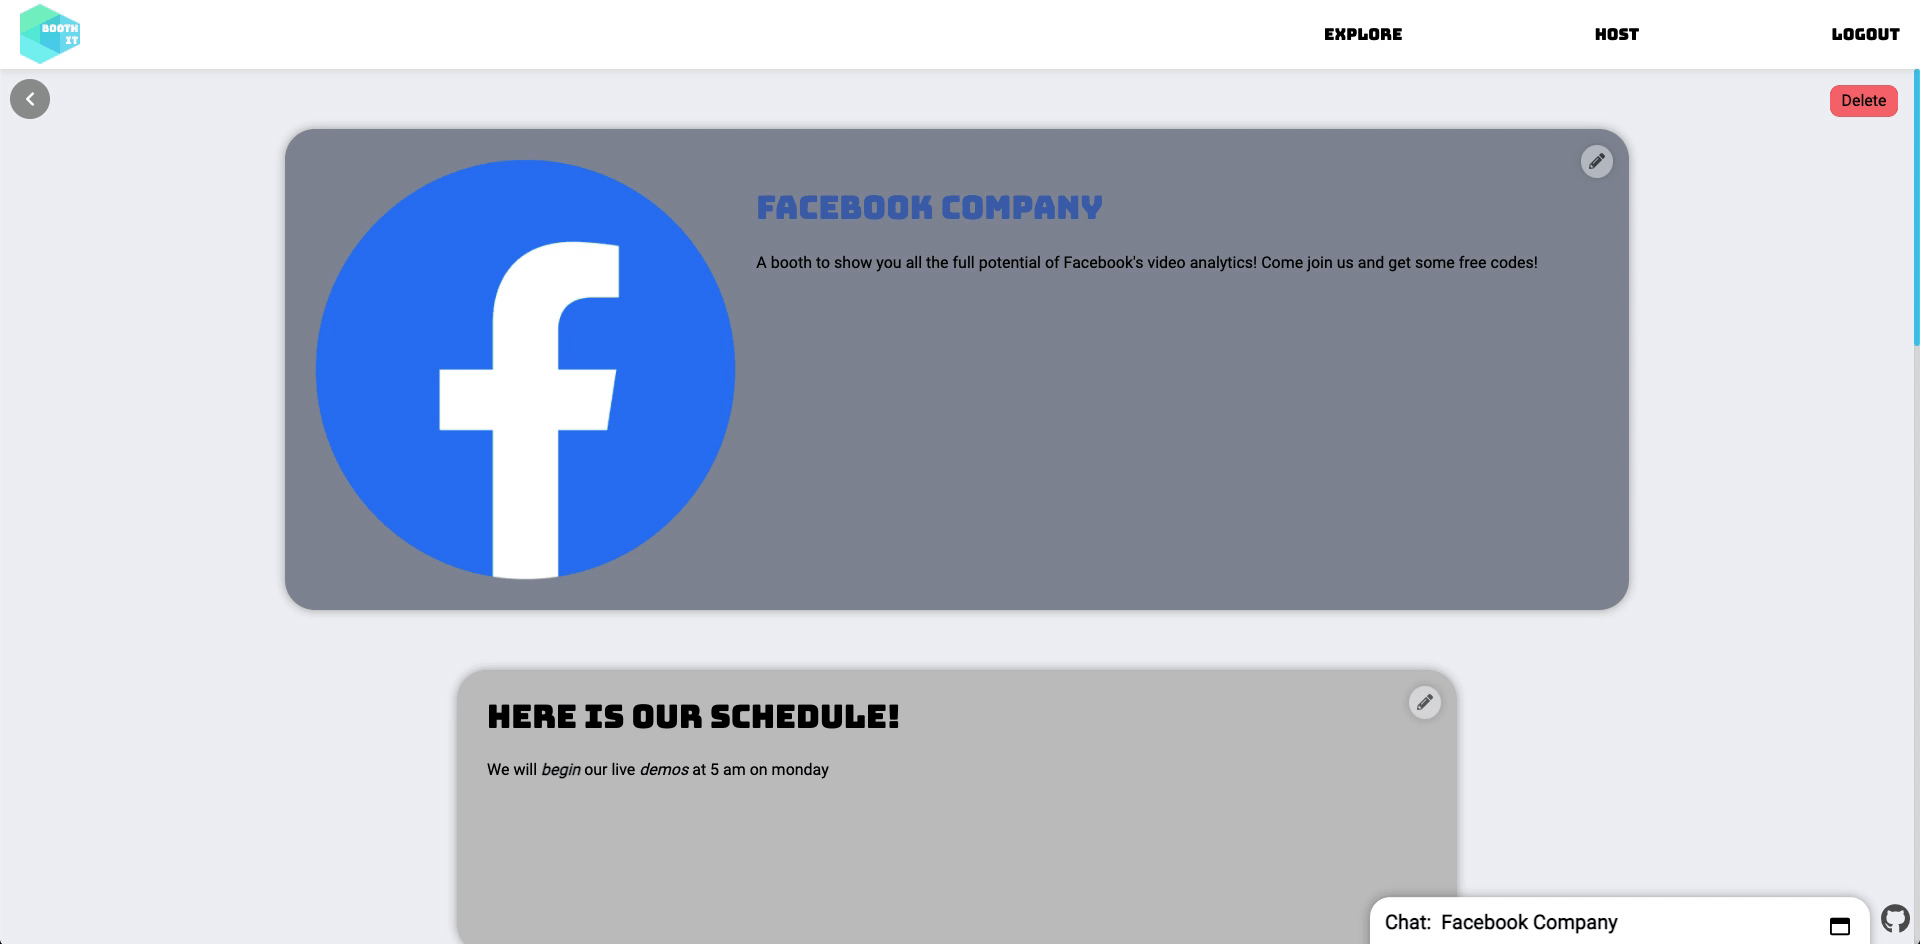 BOOTH
IT
EXPLORE
HOST
LOGOUT
Delete
FACEBOOK COMPANY
A booth to show you all the full potential of Facebook's video analytics! Come join us and get some free codes!
HERE IS OUR SCHEDULE!
We will begin our live demos at 5 am on monday
Chat: Facebook Company